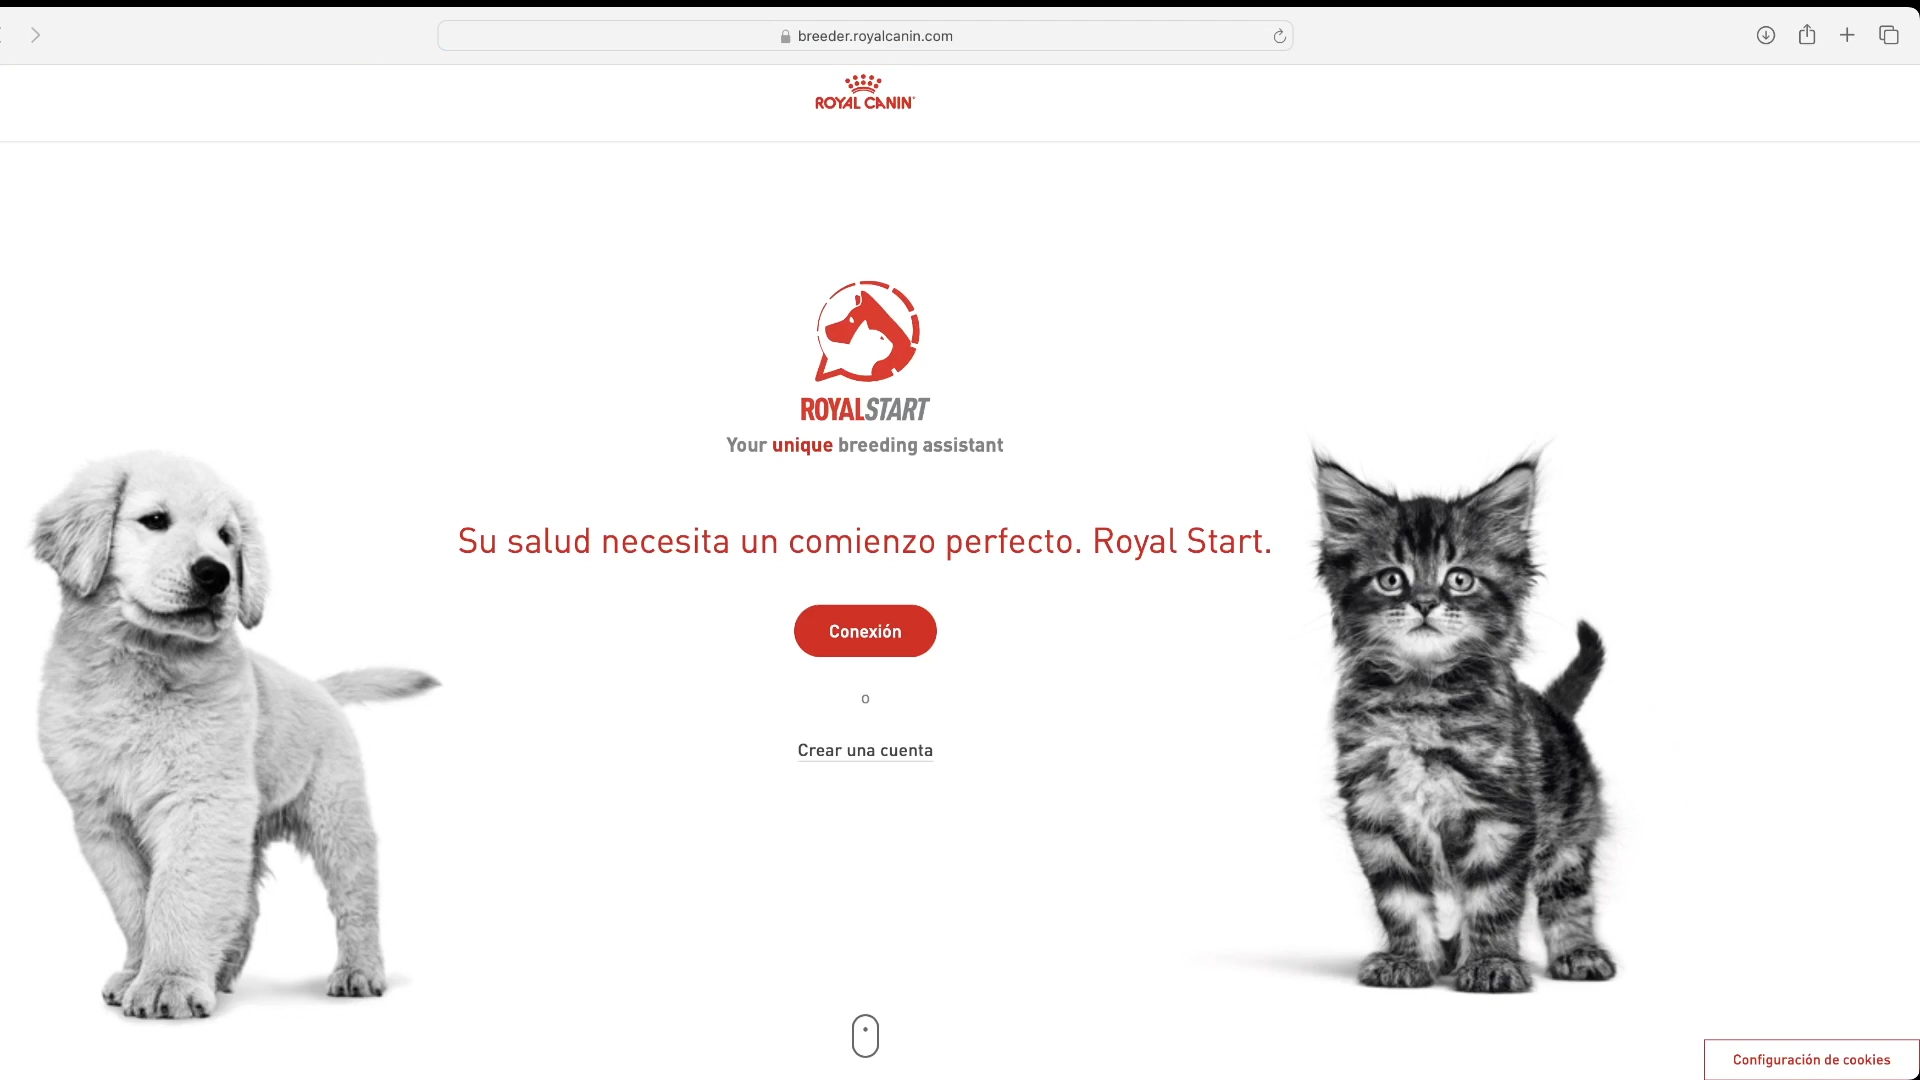 breeder.royalcanin.com
ROYAL CANIN
ROYALSTART
Your unique breeding assistant
Su salud necesita un comienzo perfecto. Royal Start.
Conexión
o
Crear una cuenta
Configuración de cookies